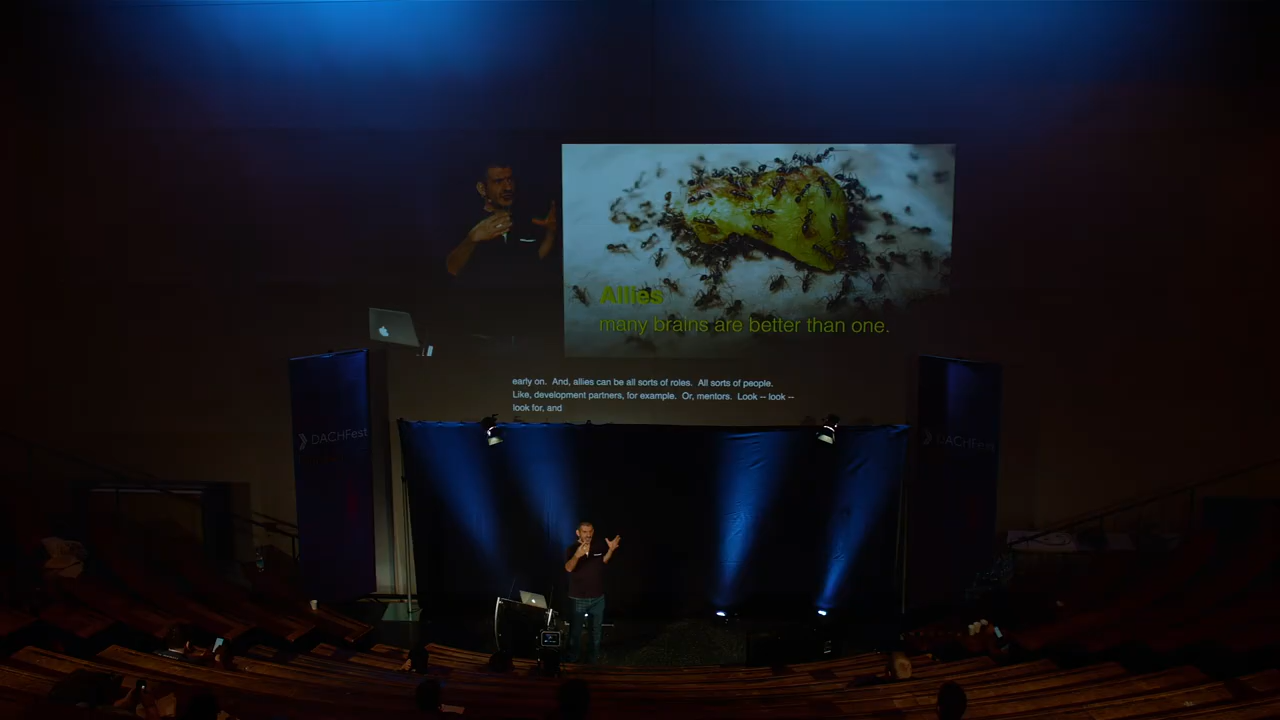 Allies
many brains are better than one.
early on. And, allies can be all sorts of roles. All sorts of people.
Like, development partners, for example. Or, mentors. Look -- look --
look for, and
DACHFest
DACHFest